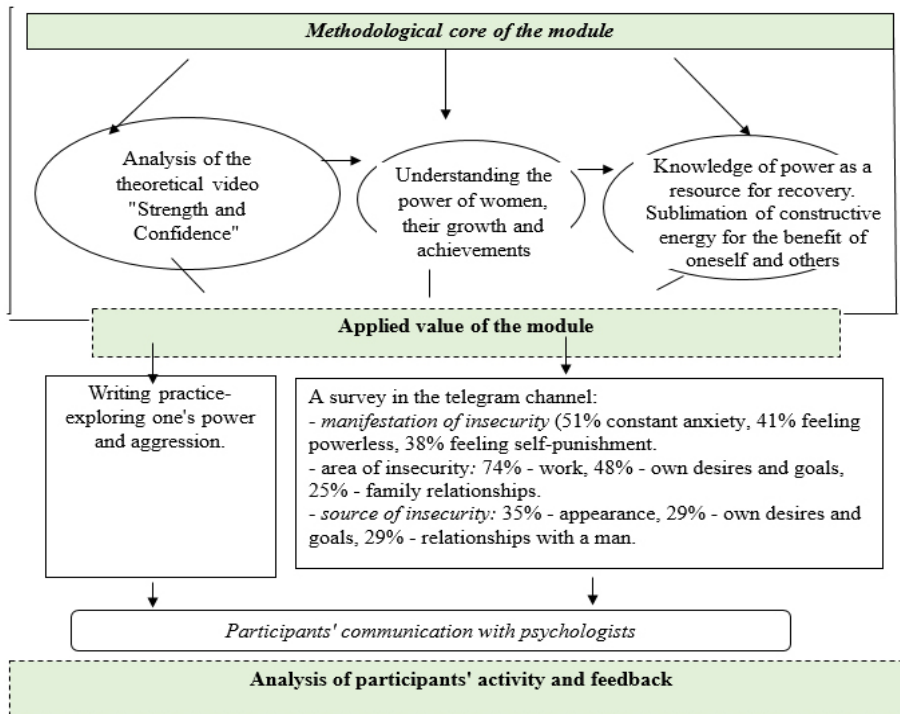 Methodological core of the module
Analysis of the
theoretical video
"Strength and
Confidence"
Understanding the
power of women,
their growth and
achievements
Knowledge of power as a
resource for recovery.
Sublimation of constructive
energy for the benefit of
oneself and others
Applied value of the module
Writing practice-
exploring one's power
and aggression.
A survey in the telegram channel:
- manifestation of insecurity (51% constant anxiety, 41% feeling
powerless, 38% feeling self-punishment.
- area of insecurity: 74% - work, 48% - own desires and goals,
25% - family relationships.
- source of insecurity: 35% - appearance, 29% - own desires and
goals, 29% - relationships with a man.
Participants' communication with psychologists
Analysis of participants' activity and feedback